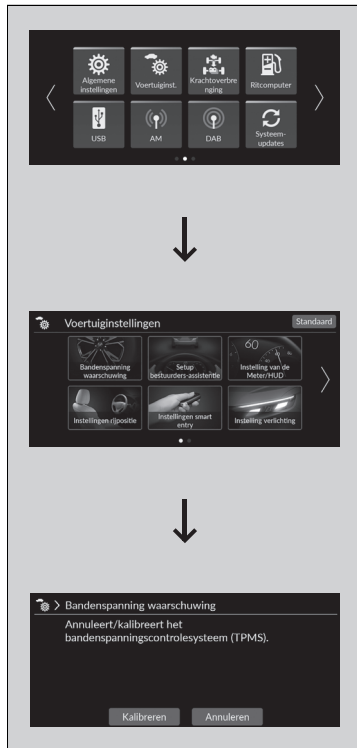 Algemene
instellingen
Voertuiginst.
Krachtoverbre
nging
Ritcomputer
USB
AM
DAB
Systeem-
updates
Voertuiginstellingen
Standaard
Bandenspanning
waarschuwing
Setup
bestuurders-assistentie
60
Instelling van de
Meter/HUD
Instellingen rijpositie
Instellingen smart
entry
Instelling verlichting
Bandenspanning waarschuwing
Annuleert/kalibreert het
bandenspanningscontrolesysteem (TPMS).
Kalibreren
Annuleren